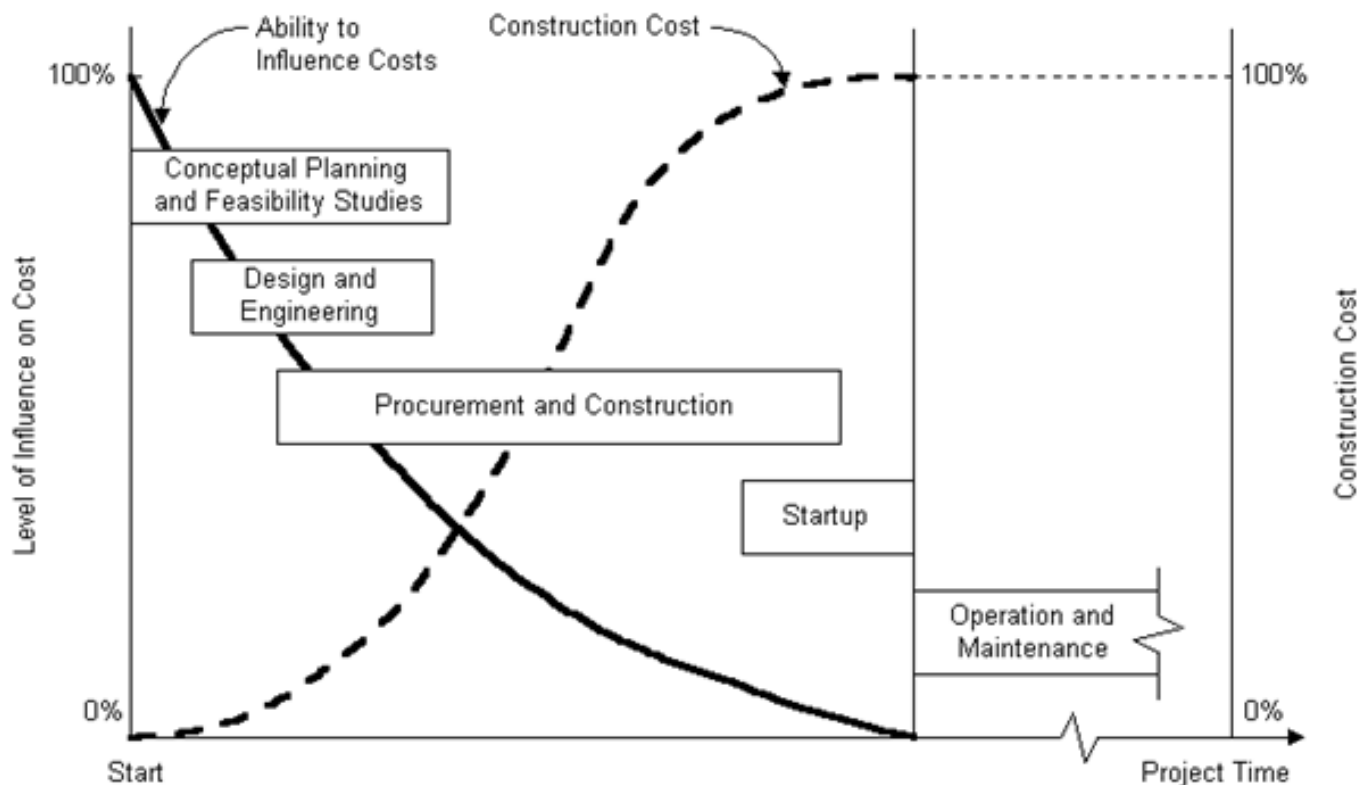 Ability to
Influence Costs
Construction Cost
100%
100%
Conceptual Planning
and Feasibility Studies
Design and
Engineering
Level of Influence on Cost
Construction Cost
Procurement and Construction
Startup
Operation and
Maintenance
0%
0%
Start
Project Time